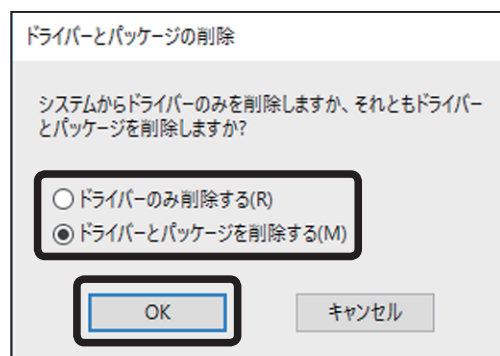 ドライバーとパッケージの削除
システムからドライバーのみを削除しますか、それともドライバー
とパッケージを削除しますか?
ドライバーのみ削除する(R)
ドライバーとパッケージを削除する(M)
OK
キャンセル